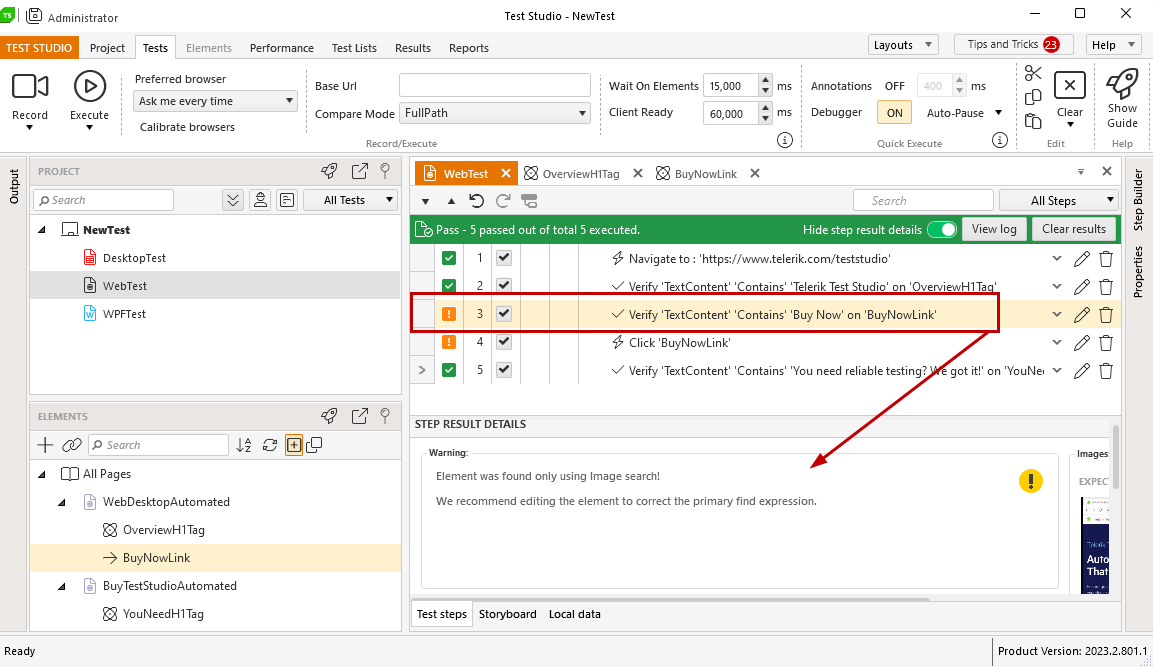 TS Administrator Test Studio - NewTest
TEST STUDIO Project Tests Elements Performance Test Lists Results Reports Layouts Tips and Tricks 23 Help
Record
Execute
Preferred browser
Ask me every time
Calibrate browsers
Base Url
Compare Mode FullPath
Wait On Elements 15,000 ms
Client Ready 60,000 ms
Record/Execute
Annotations OFF 400 ms
Debugger ON Auto-Pause
Quick Execute
Clear
Edit
Show
Guide
Help
Output
PROJECT
Search All Tests
NewTest
DesktopTest
WebTest
WPFTest
ELEMENTS
Search
All Pages
WebDesktopAutomated
OverviewH1Tag
BuyNowLink
BuyTestStudioAutomated
YouNeedH1Tag
WebTest OverviewH1Tag BuyNowLink
Search All Steps
Pass - 5 passed out of total 5 executed. Hide step result details View log Clear results
1 Navigate to : 'https://www.telerik.com/teststudio'
2 Verify 'TextContent' 'Contains' 'Telerik Test Studio' on 'OverviewH1Tag'
3 Verify 'TextContent' 'Contains' 'Buy Now' on 'BuyNowLink'
4 Click 'BuyNowLink'
5 Verify 'TextContent' 'Contains' 'You need reliable testing? We got it!' on 'YouNe
STEP RESULT DETAILS
Warning:
Element was found only using Image search!
We recommend editing the element to correct the primary find expression.
Images:
EXPECT
Auto
That
Test steps Storyboard Local data
Step Builder
Properties
Ready Product Version: 2023.2.801.1